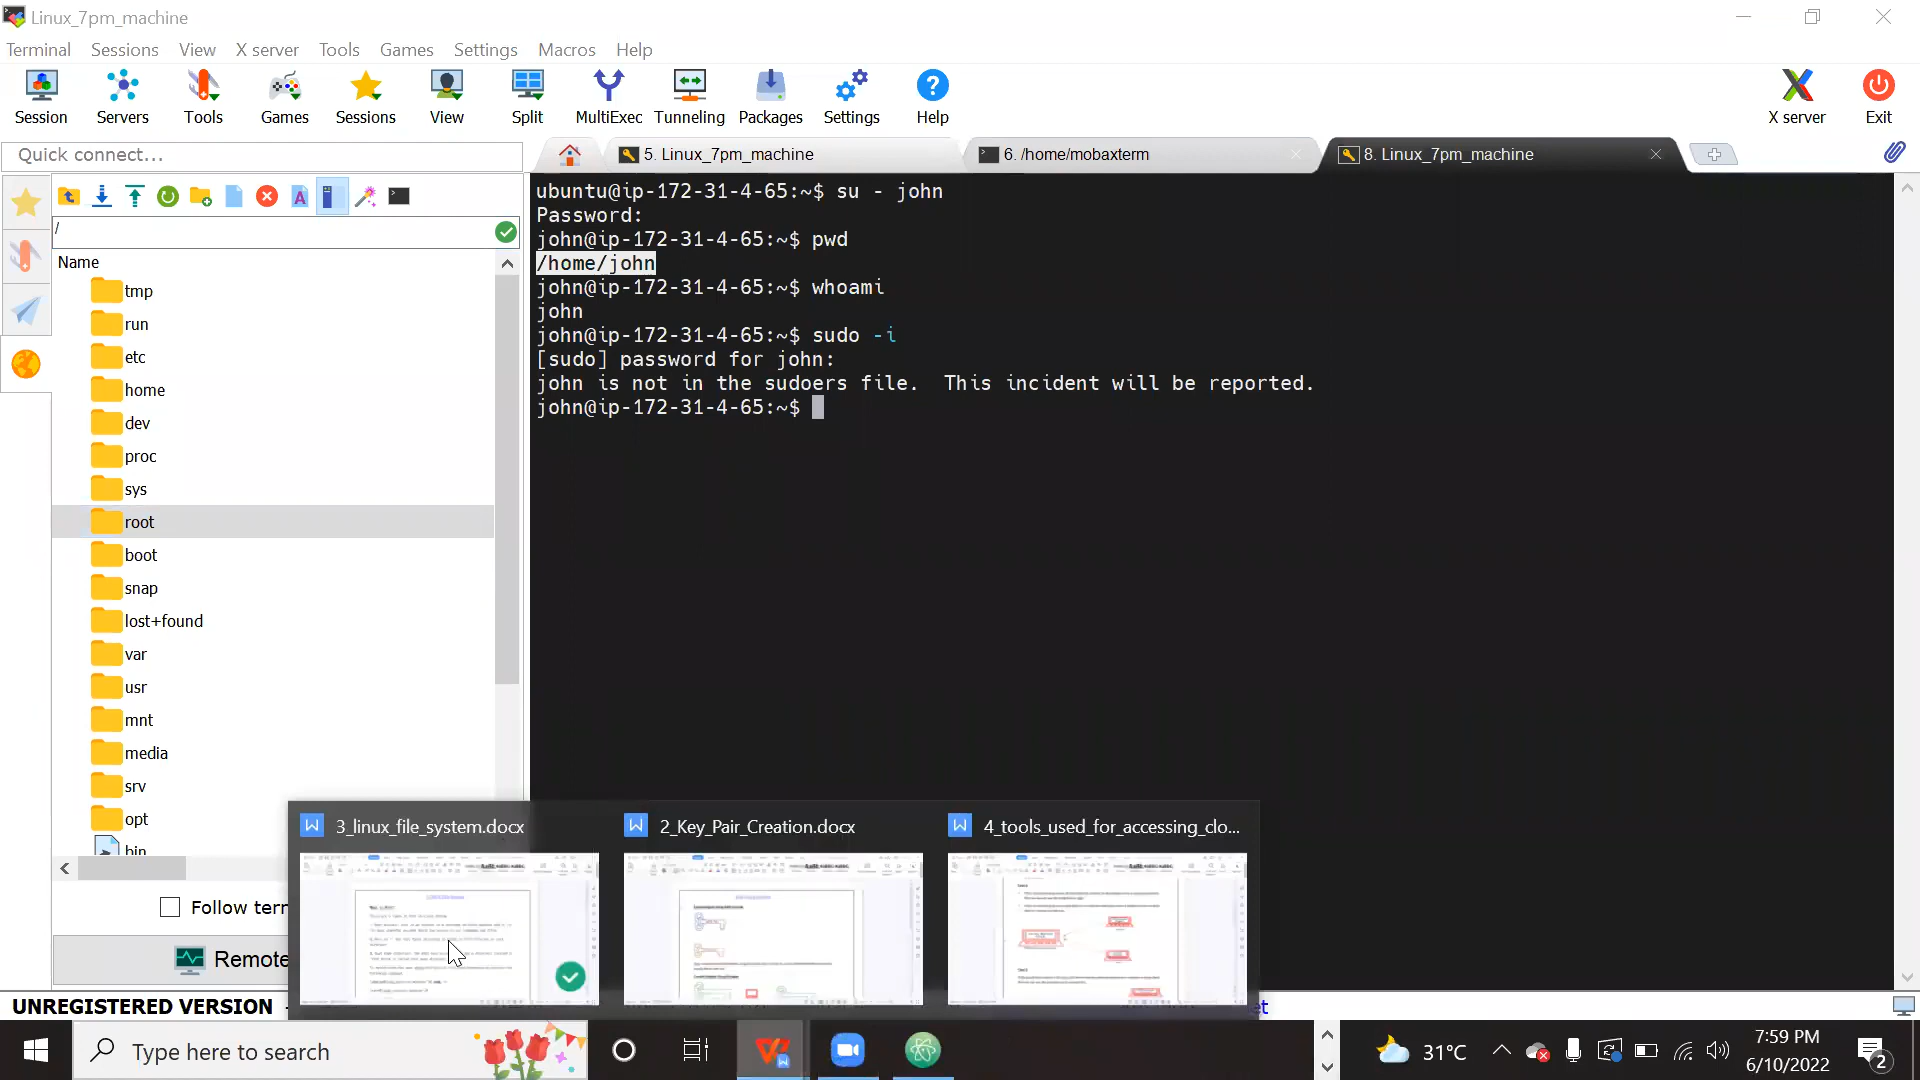 Linux_7pm_machine
Terminal Sessions View X server Tools Games Settings Macros Help
Session Servers Tools Games Sessions View Split MultiExec Tunneling Packages Settings Help X server Exit
Quick connect...
5. Linux_7pm_machine
6. /home/mobaxterm
8. Linux_7pm_machine
/
Name
tmp
run
etc
home
dev
proc
sys
root
boot
snap
lost+found
var
usr
mnt
media
srv
opt
bin
Remote
UNREGISTERED VERSION
ubuntu@ip-172-31-4-65:~$ su - john
Password:
john@ip-172-31-4-65:~$ pwd
/home/john
john@ip-172-31-4-65:~$ whoami
john
john@ip-172-31-4-65:~$ sudo -i
[sudo] password for john:
john is not in the sudoers file.  This incident will be reported.
john@ip-172-31-4-65:~$
3_linux_file_system.docx
2_Key_Pair_Creation.docx
4_tools_used_for_accessing_clo...
Type here to search
31°C
7:59 PM
6/10/2022
2